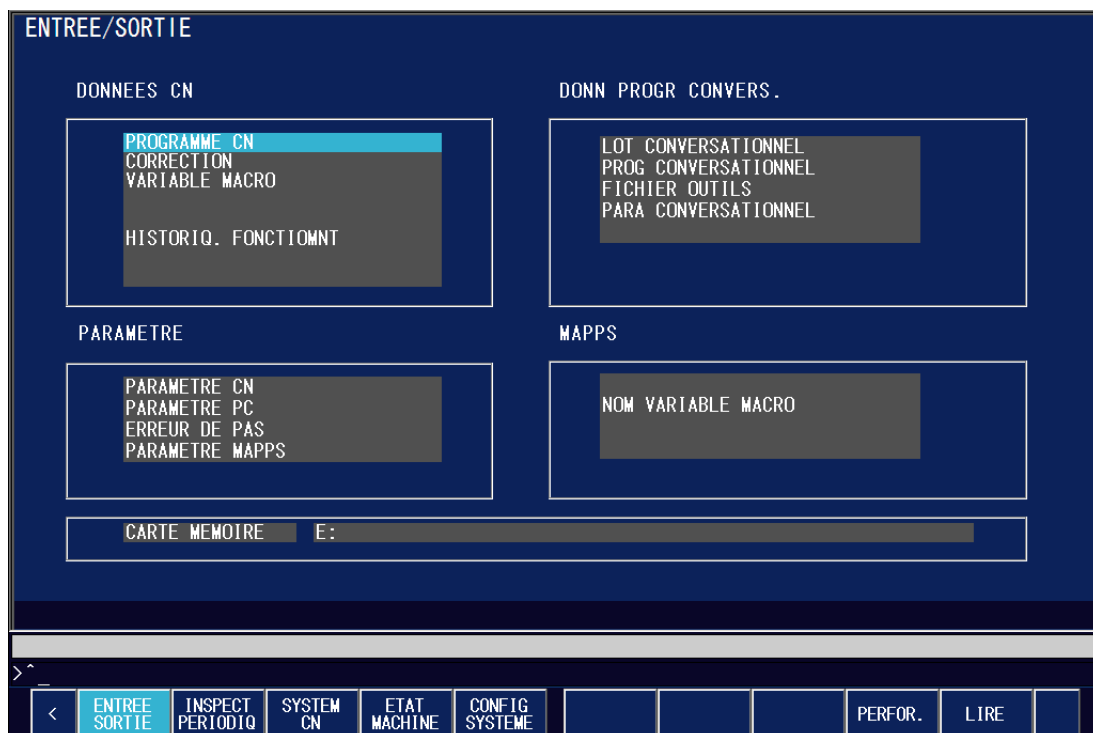 ENTREE/SORTIE
DONNEES CN
PROGRAMME CN
CORRECTION
VARIABLE MACRO
HISTORIQ. FONCTIOMNT
DONN PROGR CONVERS.
LOT CONVERSATIONNEL
PROG CONVERSATIONNEL
FICHIER OUTILS
PARA CONVERSATIONNEL
PARAMETRE
PARAMETRE CN
PARAMETRE PC
ERREUR DE PAS
PARAMETRE MAPPS
MAPPS
NOM VARIABLE MACRO
CARTE MEMOIRE E:
>^_
< ENTREE SORTIE INSPECT PERIODIQ SYSTEM CN ETAT MACHINE CONFIG SYSTEME PERFOR. LIRE